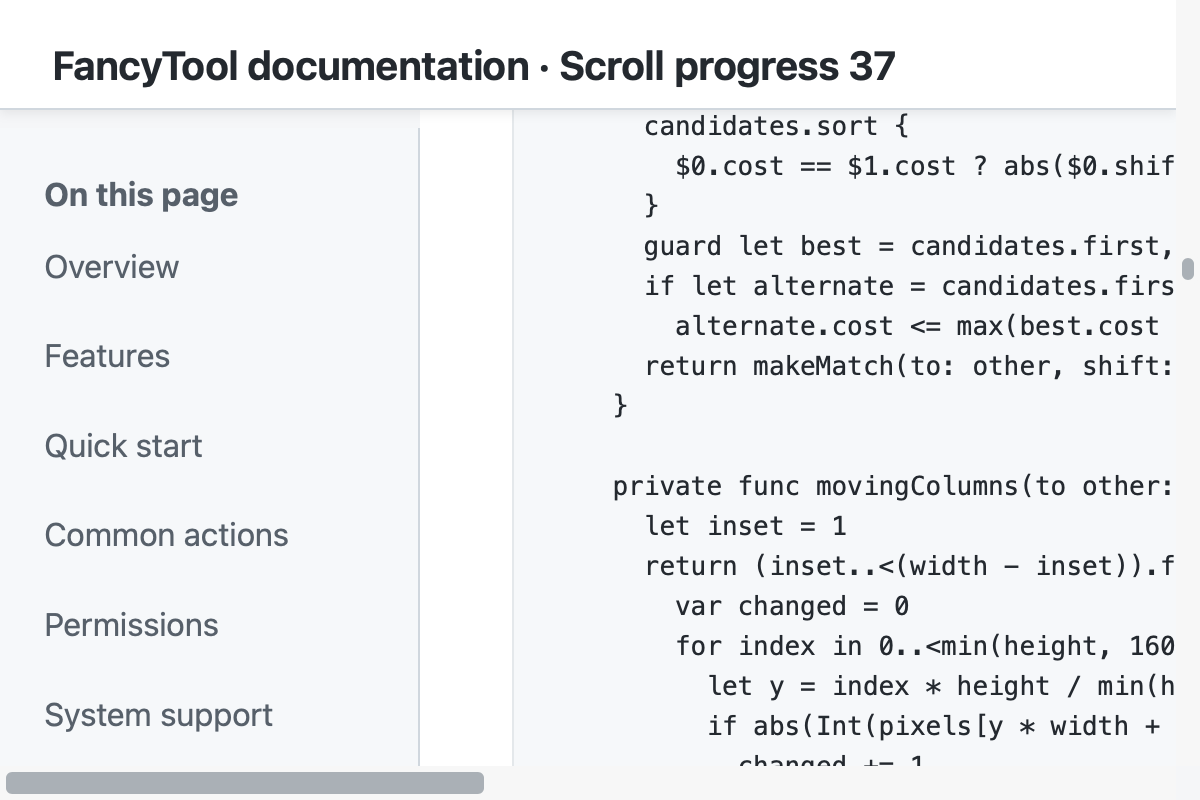 FancyTool documentation · Scroll progress 37
On this page
Overview
Features
Quick start
Common actions
Permissions
System support
candidates.sort {
$0.cost == $1.cost ? abs($0.shif
}
guard let best = candidates.first,
if let alternate = candidates.firs
alternate.cost <= max(best.cost
return makeMatch(to: other, shift:
}
private func movingColumns(to other:
let inset = 1
return (inset..<(width - inset)).f
var changed = 0
for index in 0..<min(height, 160
let y = index * height / min(h
if abs(Int(pixels[y * width +
changed += 1